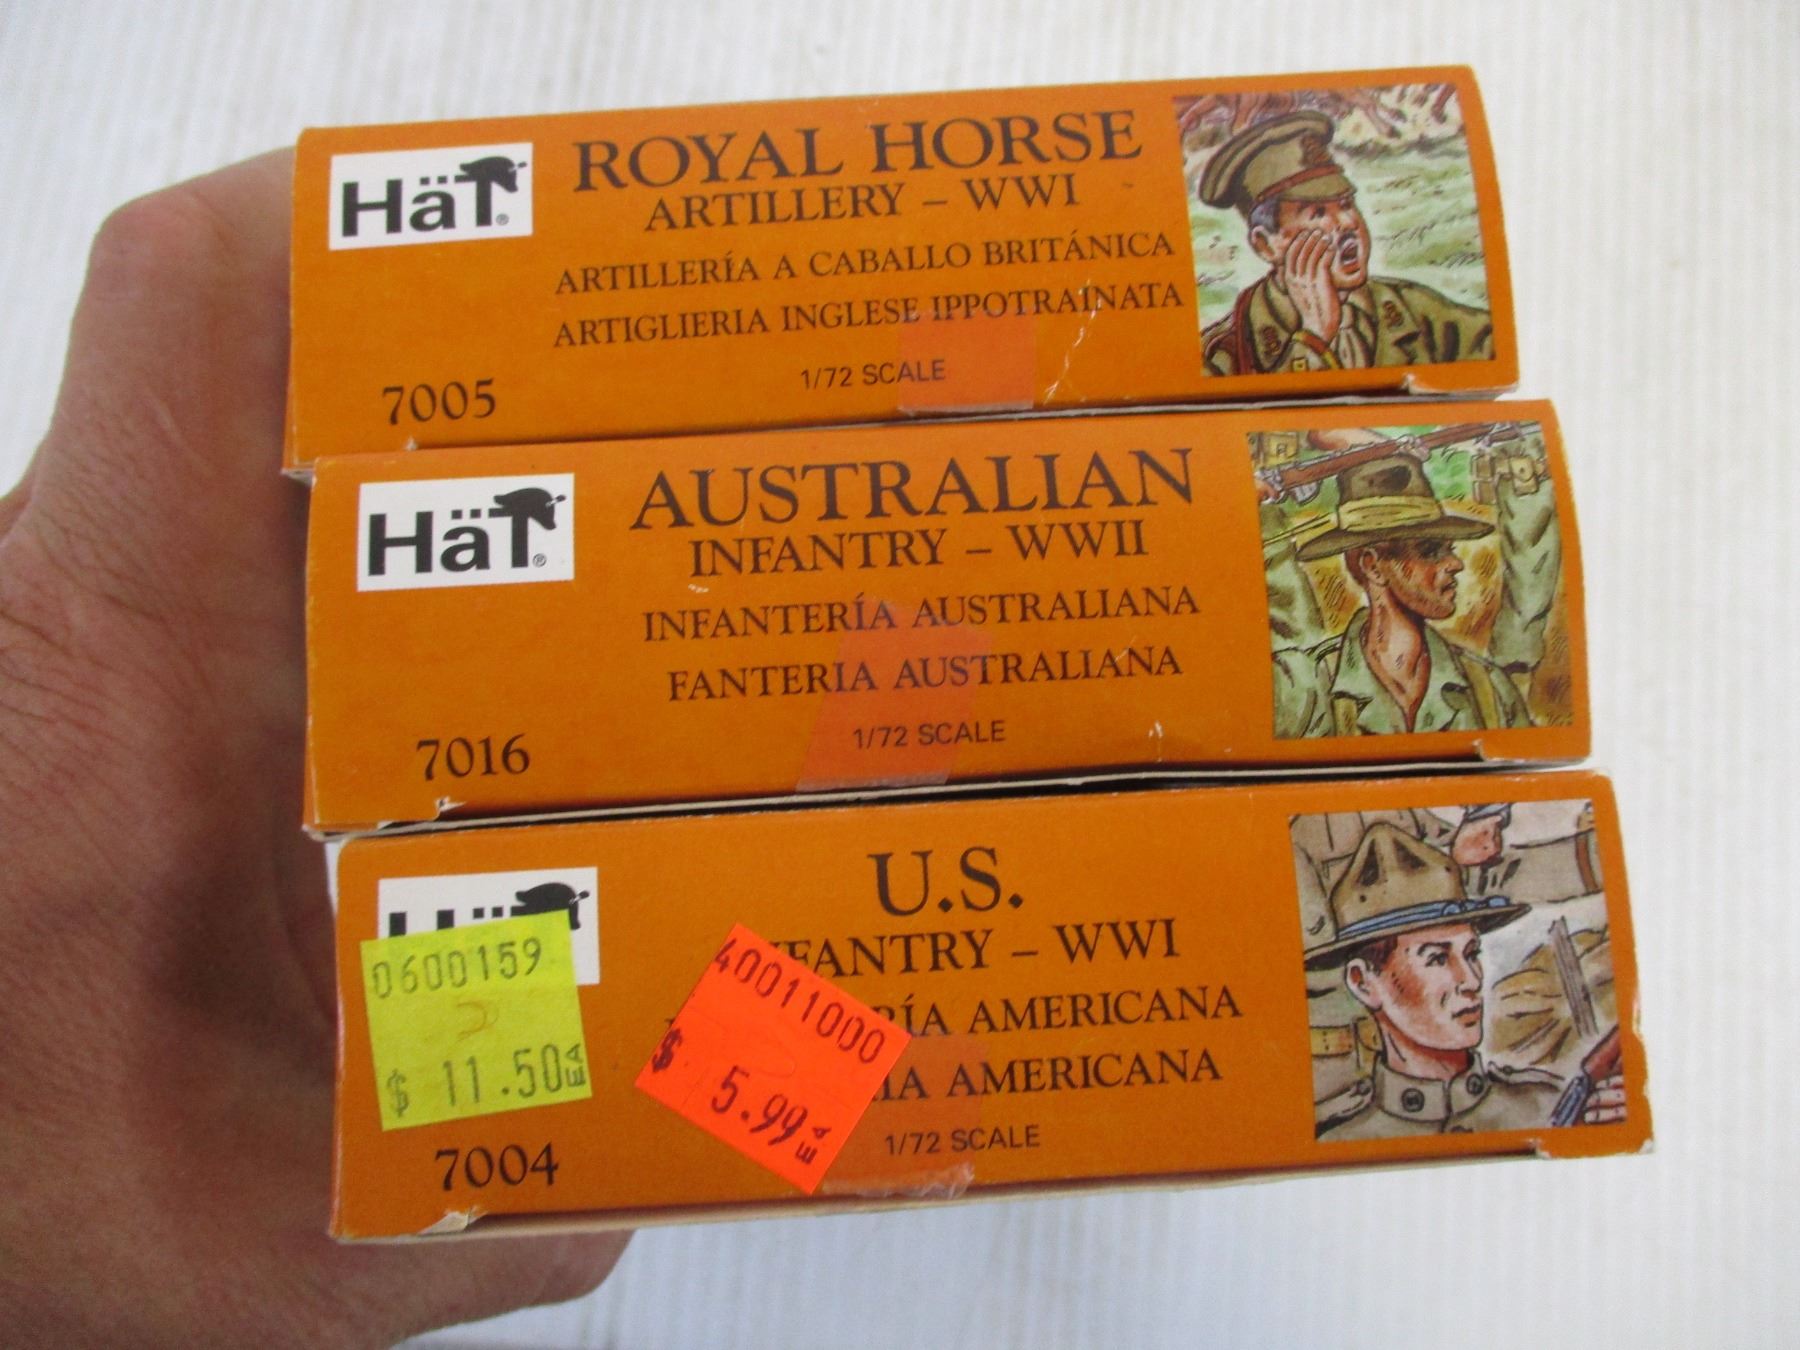 HäT®
ROYAL HORSE
ARTILLERY – WWI
ARTILLERÍA A CABALLO BRITÁNICA
ARTIGLIERIA INGLESE IPPOTRAINATA
1/72 SCALE
7005
HäT®
AUSTRALIAN
INFANTRY – WWII
INFANTERÍA AUSTRALIANA
FANTERIA AUSTRALIANA
1/72 SCALE
7016
U.S.
– WWI
AMERICANA
AMERICANA
1/72 SCALE
7004
0600159
$ 11.50 EA
40011000
$ 5.99 EA